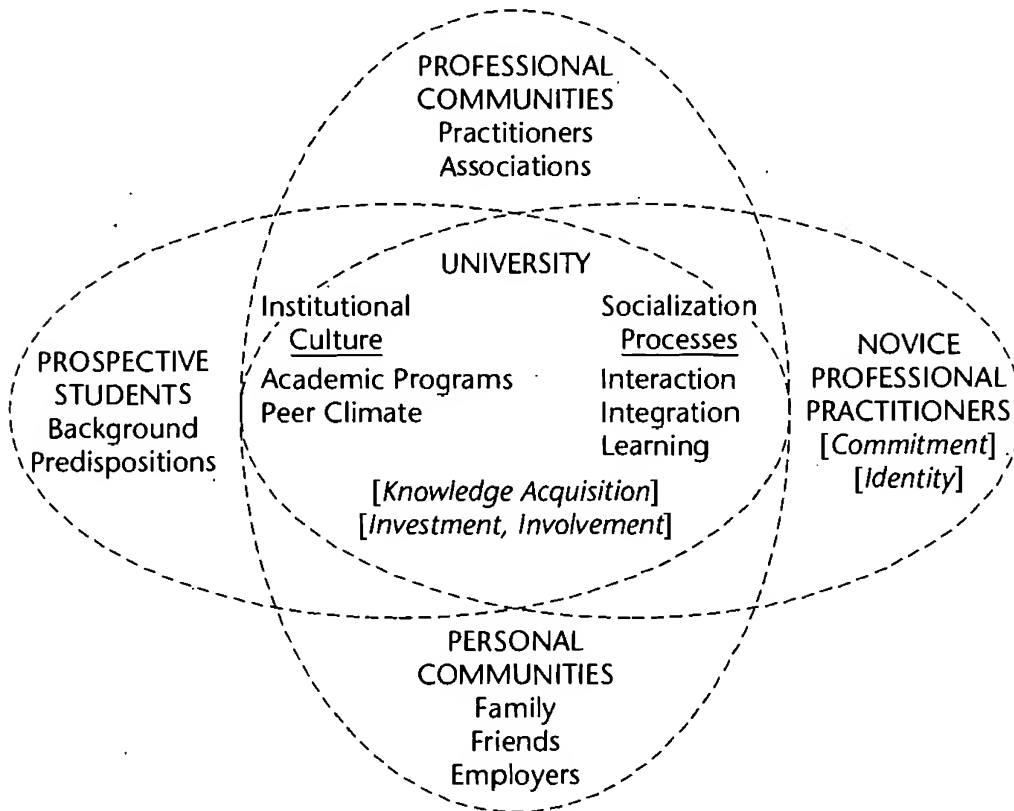 PROFESSIONAL
COMMUNITIES
Practitioners
Associations
UNIVERSITY
Institutional
Culture
Academic Programs
Peer Climate
Socialization
Processes
Interaction
Integration
Learning
[Knowledge Acquisition]
[Investment, Involvement]
PROSPECTIVE
STUDENTS
Background
Predispositions
NOVICE
PROFESSIONAL
PRACTITIONERS
[Commitment]
[Identity]
PERSONAL
COMMUNITIES
Family
Friends
Employers